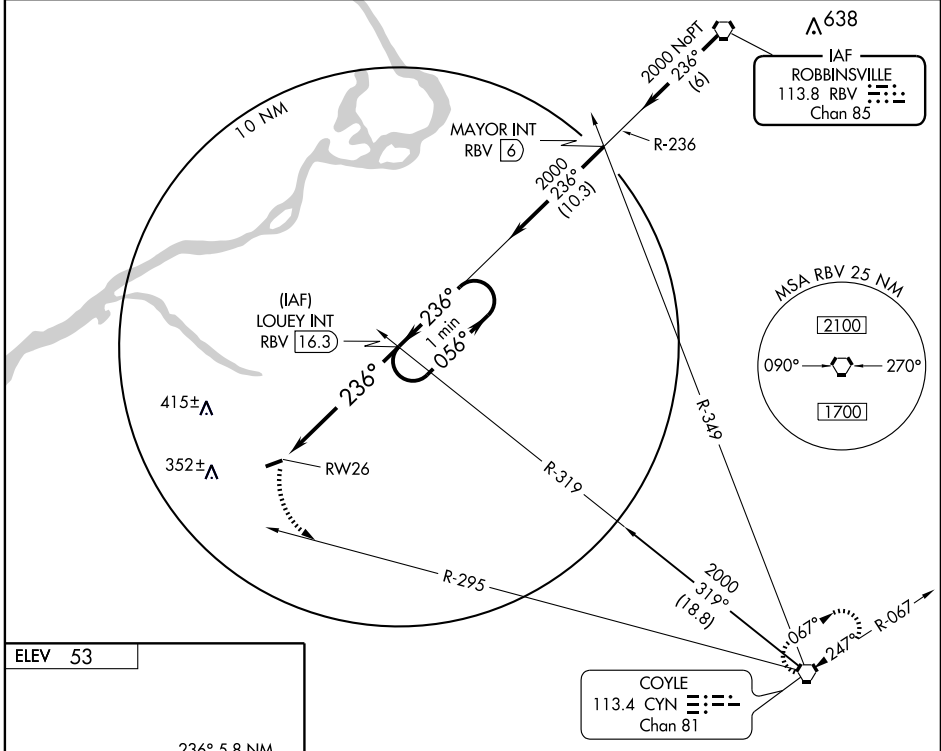 638
IAF
ROBBINSVILLE
113.8 RBV
Chan 85
2000 NoPT
236°
(6)
10 NM
MAYOR INT
RBV 6
R-236
2000
236°
(10.3)
MSA RBV 25 NM
2100
090°
270°
1700
(IAF)
LOUEY INT
RBV 16.3
236°
1 min
056°
236°
415±
352±
RW26
R-349
R-319
R-295
2000
319°
(18.8)
067°
247°
R-067
COYLE
113.4 CYN
Chan 81
ELEV 53
236° 5.8 NM